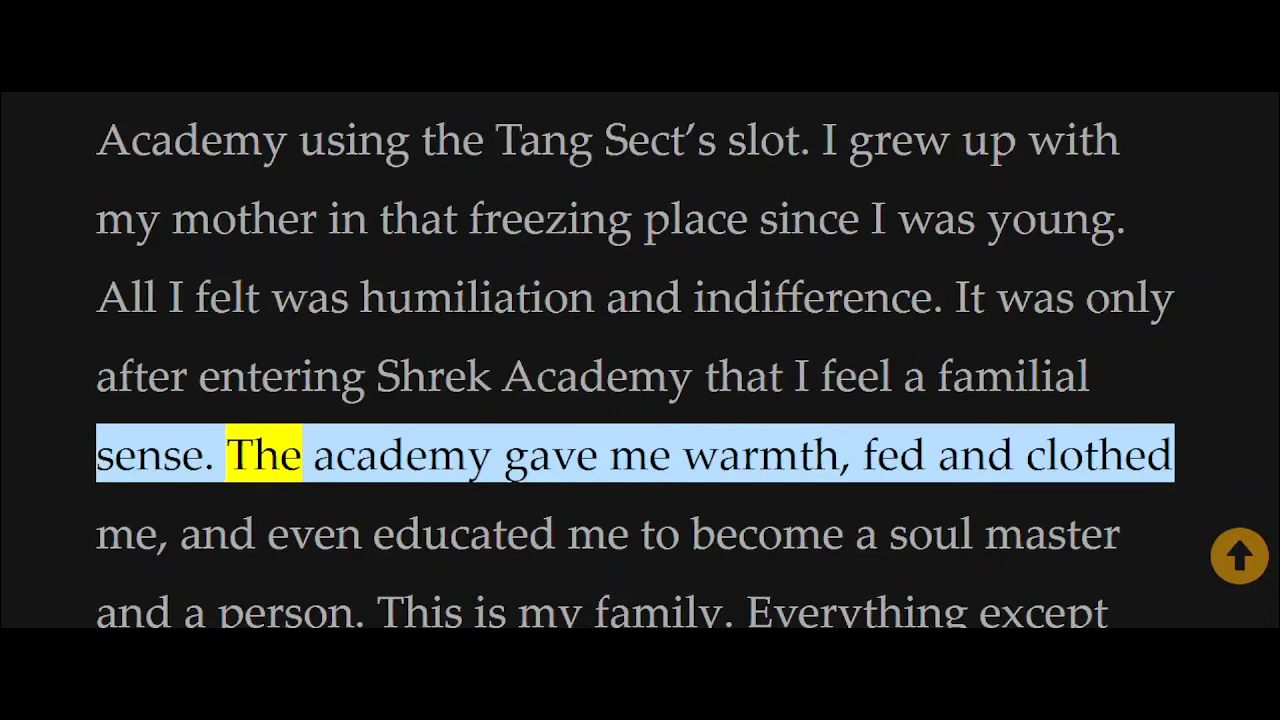 Academy using the Tang Sect’s slot. I grew up with
my mother in that freezing place since I was young.
All I felt was humiliation and indifference. It was only
after entering Shrek Academy that I feel a familial
sense. The academy gave me warmth, fed and clothed
me, and even educated me to become a soul master
and a person. This is my family. Everything except